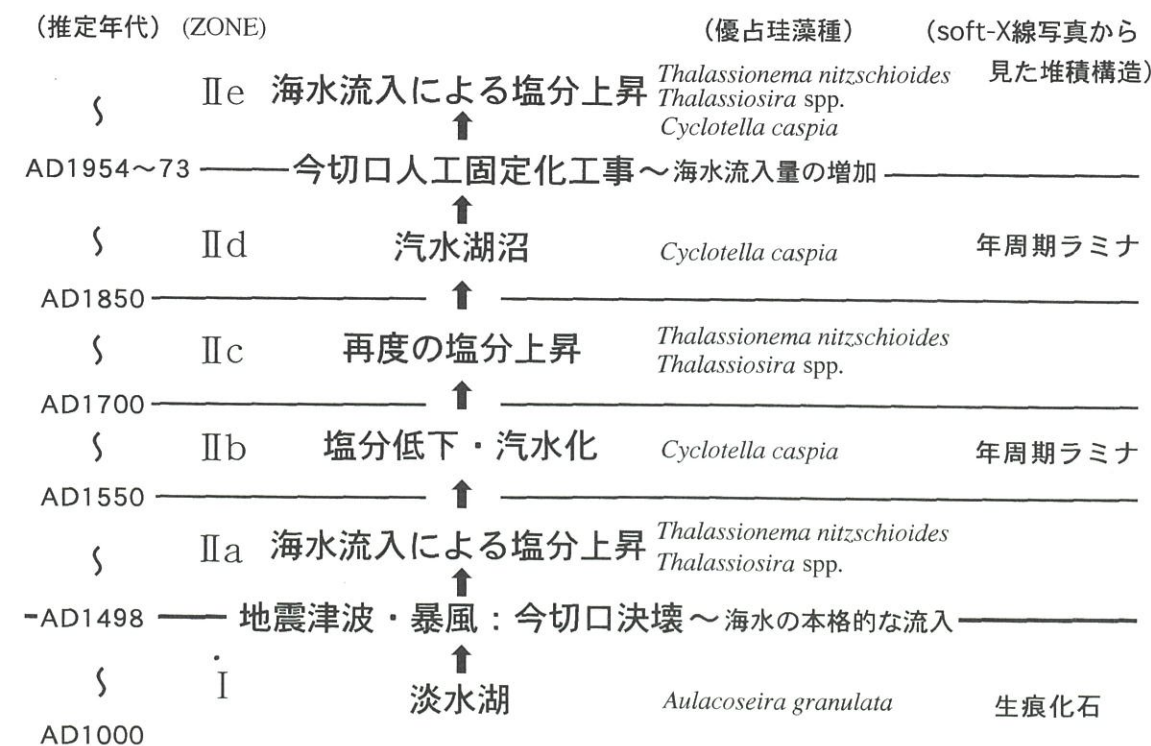 (推定年代) (ZONE) (優占珪藻種) (soft-X線写真から
見た堆積構造)
〜 Ⅱe 海水流入による塩分上昇 Thalassionema nitzschioides
Thalassiosira spp.
Cyclotella caspia
AD1954〜73 今切口人工固定化工事〜海水流入量の増加
〜 Ⅱd 汽水湖沼 Cyclotella caspia 年周期ラミナ
AD1850
〜 Ⅱc 再度の塩分上昇 Thalassionema nitzschioides
Thalassiosira spp.
AD1700
〜 Ⅱb 塩分低下・汽水化 Cyclotella caspia 年周期ラミナ
AD1550
〜 Ⅱa 海水流入による塩分上昇 Thalassionema nitzschioides
Thalassiosira spp.
AD1498 地震津波・暴風:今切口決壊〜海水の本格的な流入
〜 Ⅰ 淡水湖 Aulacoseira granulata 生痕化石
AD1000